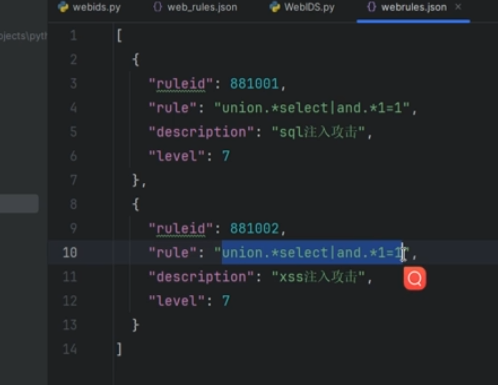 webids.py {} web_rules.json WebIDS.py {} webrules.json ×
1 [
2 {
3 "ruleid": 881001,
4 "rule": "union.*select|and.*1=1",
5 "description": "sql注入攻击",
6 "level": 7
7 },
8 {
9 "ruleid": 881002,
10 "rule": "union.*select|and.*1=1",
11 "description": "xss注入攻击",
12 "level": 7
13 }
14 ]